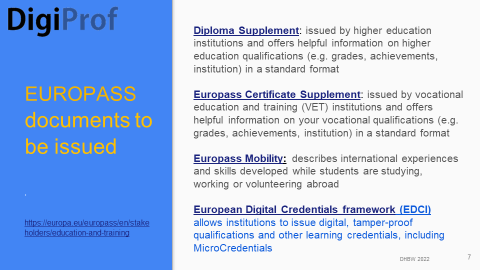 DigiProf
EUROPASS
documents to
be issued
.
https://europa.eu/europass/en/stake
holders/education-and-training
Diploma Supplement: issued by higher education
institutions and offers helpful information on higher
education qualifications (e.g. grades, achievements,
institution) in a standard format
Europass Certificate Supplement: issued by vocational
education and training (VET) institutions and offers
helpful information on your vocational qualifications (e.g.
grades, achievements, institution) in a standard format
Europass Mobility: describes international experiences
and skills developed while students are studying,
working or volunteering abroad
European Digital Credentials framework (EDCI)
allows institutions to issue digital, tamper-proof
qualifications and other learning credentials, including
MicroCredentials
DHBW 2022
7